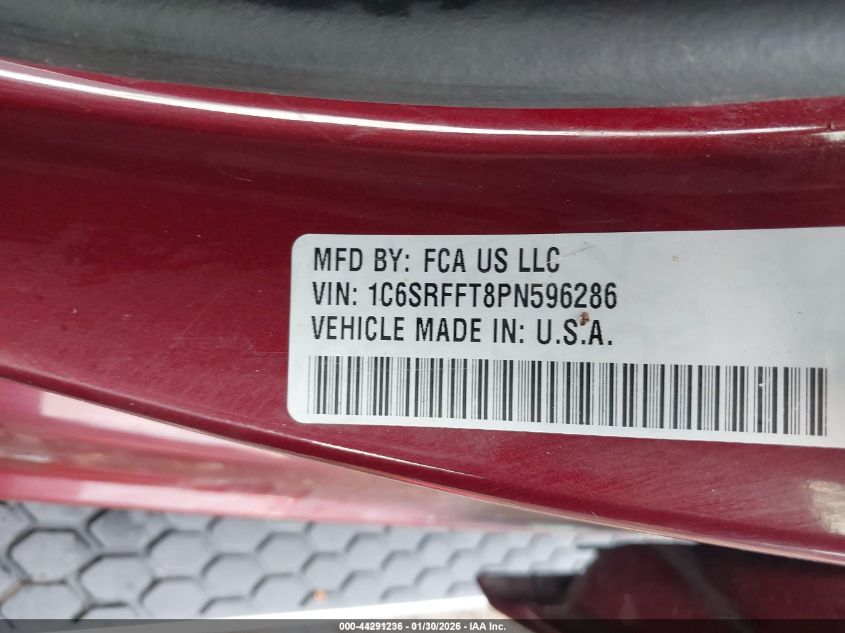 MFD BY: FCA US LLC
VIN: 1C6SRFFT8PN596286
VEHICLE MADE IN: U.S.A.
000-44291236 - 01/30/2026 - IAA Inc.